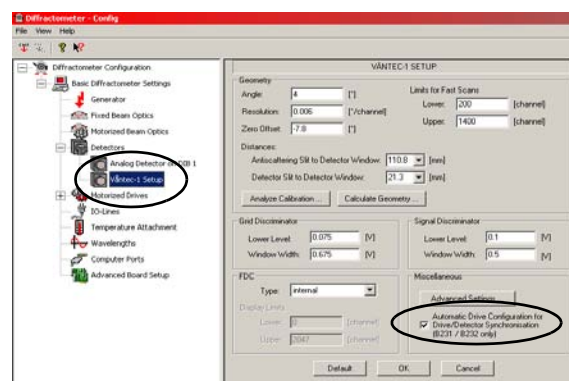 Diffractometer - Config
File View Help
Diffractometer Configuration
Basic Diffractometer Settings
Generator
Fixed Beam Optics
Motorized Beam Optics
Detectors
Analog Detector on DIB 1
Våntec-1 Setup
Motorized Drives
IO-Lines
Temperature Attachment
Wavelengths
Computer Ports
Advanced Board Setup
VÅNTEC-1 SETUP
Geometry
Angle: 4 [°]
Resolution: 0.006 [°/channel]
Zero Offset: -7.8 [°]
Limits for Fast Scans
Lower: 200 [channel]
Upper: 1400 [channel]
Distances:
Antiscattering Slit to Detector Window: 110.8 [mm]
Detector Slit to Detector Window: 21.3 [mm]
Analyze Calibration ... Calculate Geometry ...
Grid Discriminator
Lower Level: 0.075 [V]
Window Width: 0.675 [V]
Signal Discriminator
Lower Level: 0.1 [V]
Window Width: 0.5 [V]
FDC
Type: internal
Display Limits
Lower: 0 [channel]
Upper: 2047 [channel]
Miscellaneous
Advanced Settings...
Automatic Drive Configuration for
Drive/Detector Synchronisation
(B231 / B232 only)
Default OK Cancel